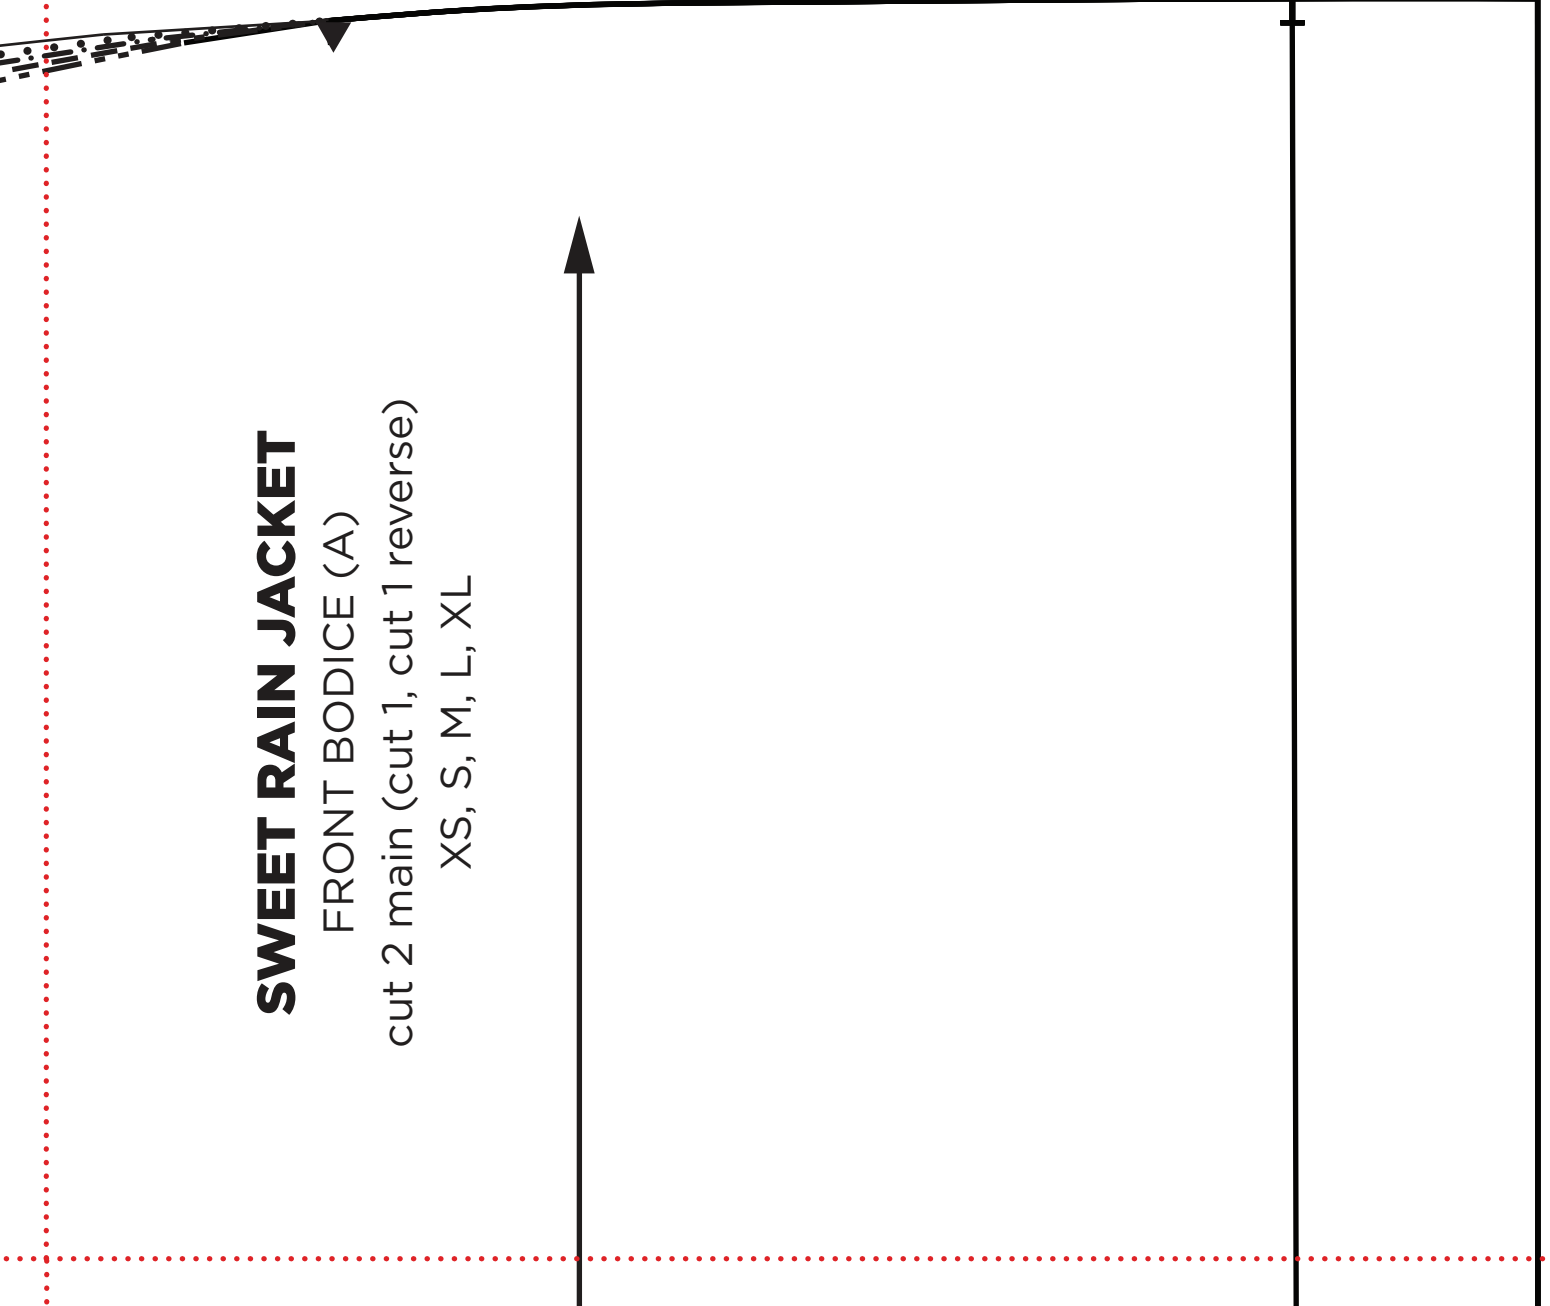 SWEET RAIN JACKET
FRONT BODICE (A)
cut 2 main (cut 1, cut 1 reverse)
XS, S, M, L, XL